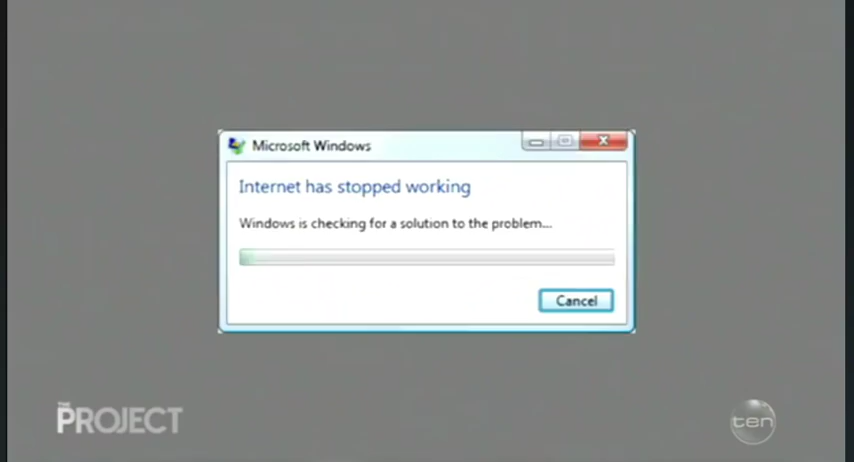 Microsoft Windows
Internet has stopped working
Windows is checking for a solution to the problem...
Cancel
THE
PROJECT
ten